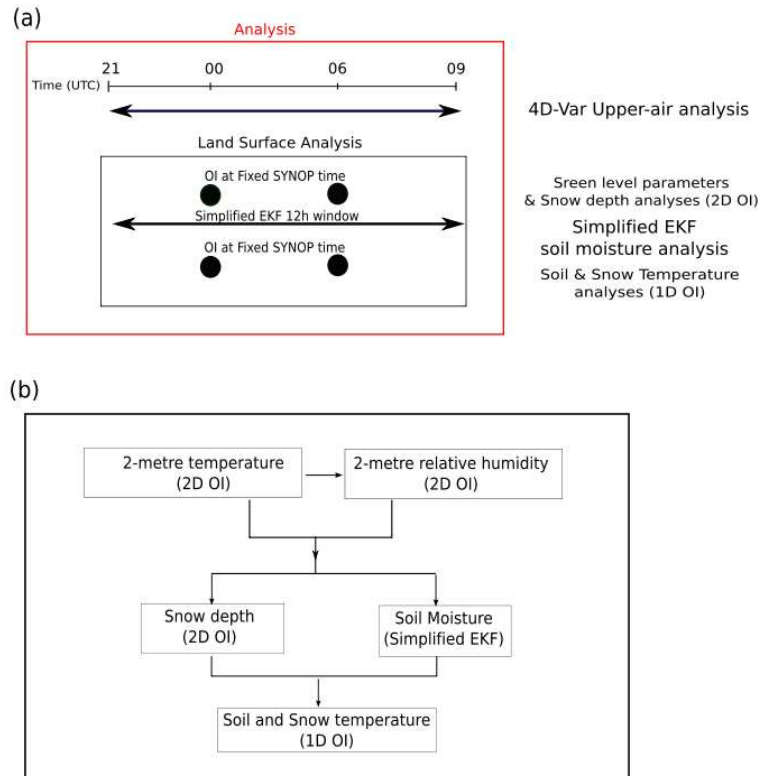 (a)
Analysis
21 00 06 09
Time (UTC)
4D-Var Upper-air analysis
Land Surface Analysis
OI at Fixed SYNOP time
Sreen level parameters
& Snow depth analyses (2D OI)
Simplified EKF 12h window
Simplified EKF
soil moisture analysis
OI at Fixed SYNOP time
Soil & Snow Temperature
analyses (1D OI)
(b)
2-metre temperature
(2D OI)
2-metre relative humidity
(2D OI)
Snow depth
(2D OI)
Soil Moisture
(Simplified EKF)
Soil and Snow temperature
(1D OI)